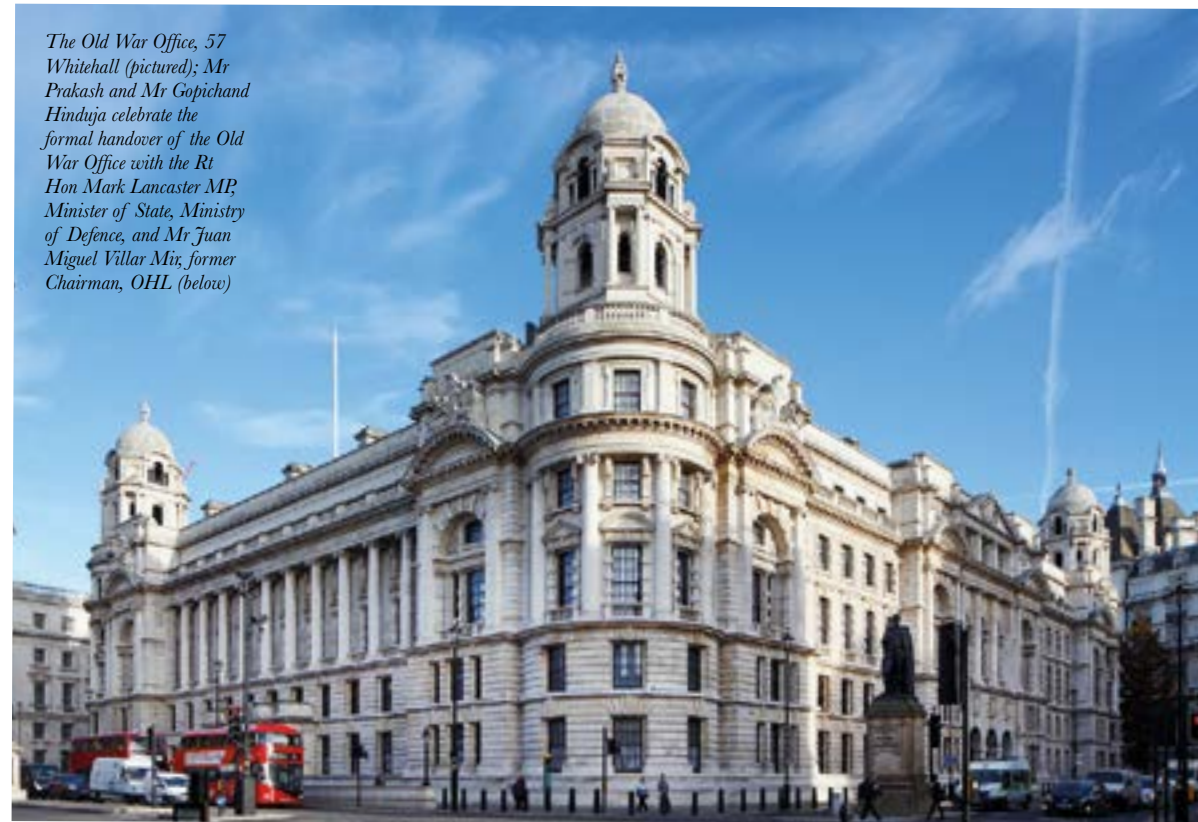 The Old War Office, 57
Whitehall (pictured); Mr
Prakash and Mr Gopichand
Hinduja celebrate the
formal handover of the Old
War Office with the Rt
Hon Mark Lancaster MP,
Minister of State, Ministry
of Defence, and Mr Juan
Miguel Villar Mir, former
Chairman, OHL (below)